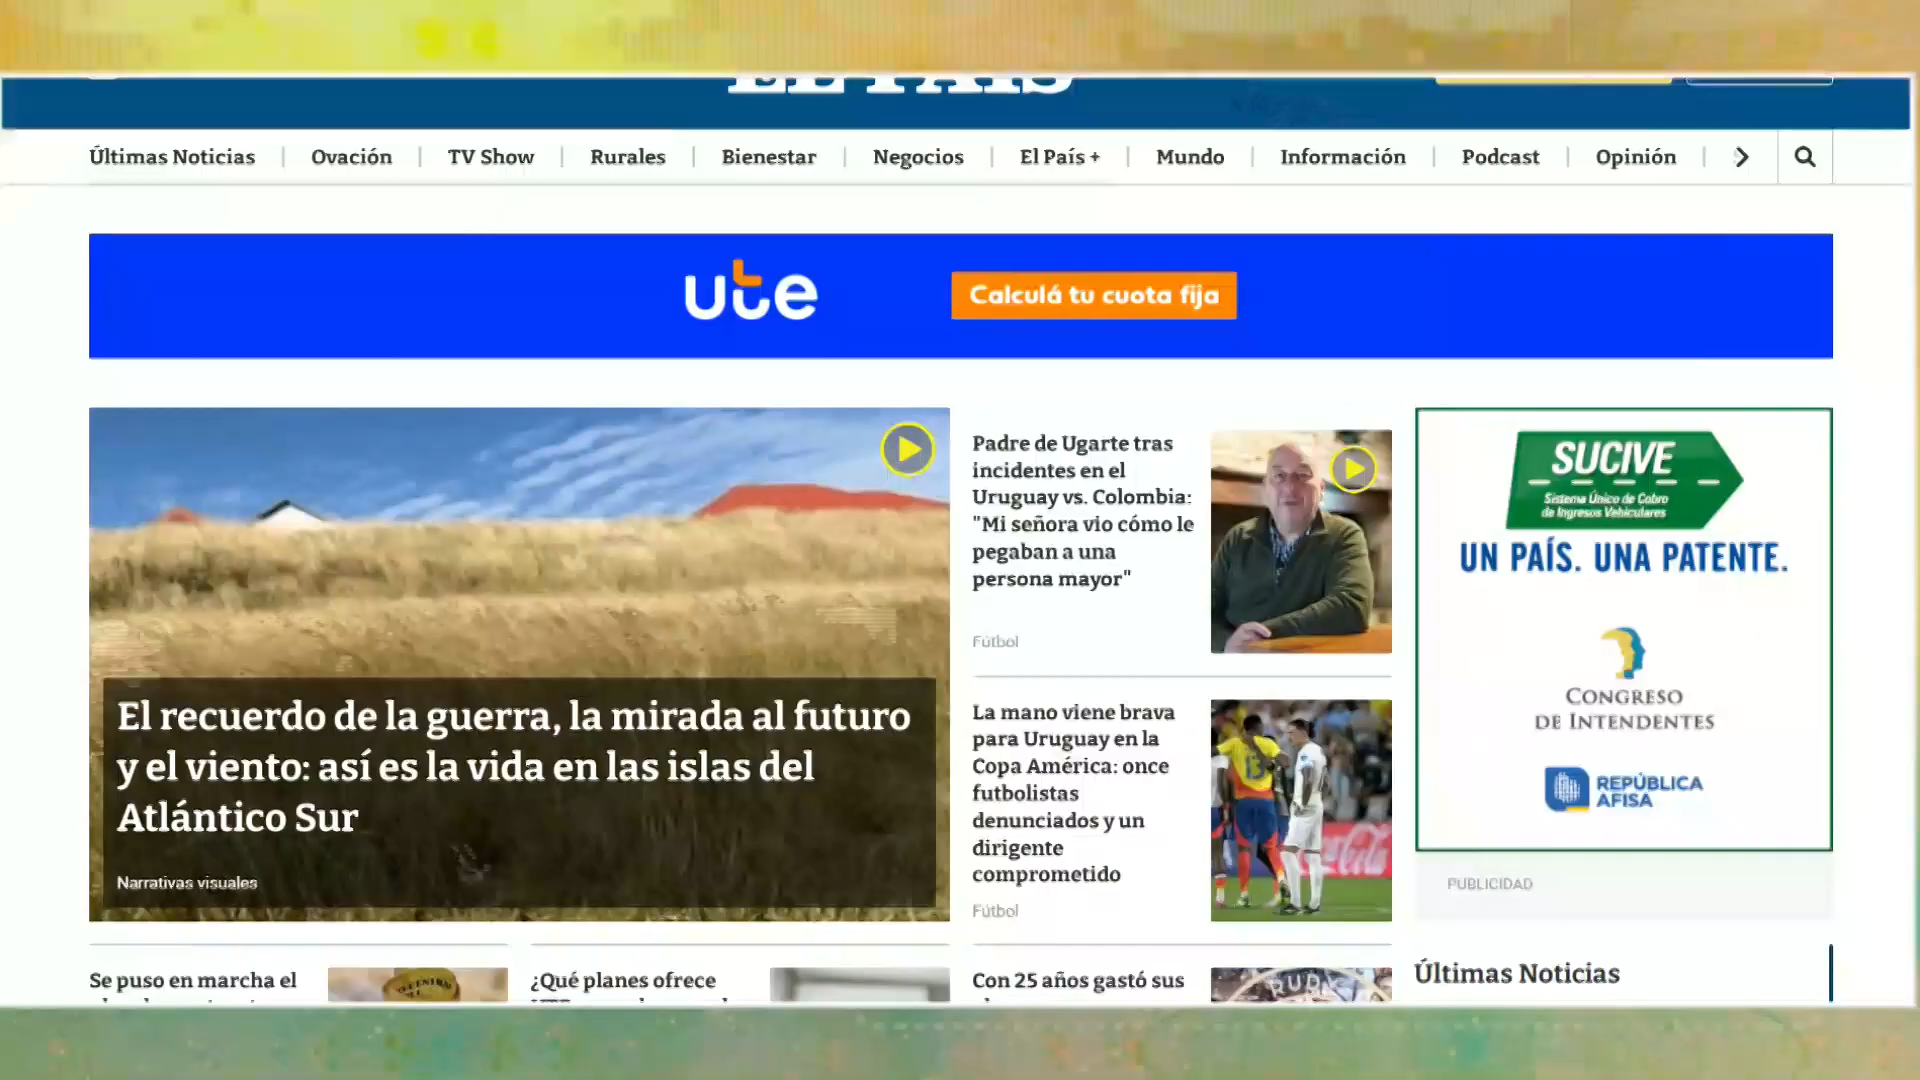 EL PAIS
Últimas Noticias
Ovación
TV Show
Rurales
Bienestar
Negocios
El País +
Mundo
Información
Podcast
Opinión
ute
Calculá tu cuota fija
El recuerdo de la guerra, la mirada al futuro
y el viento: así es la vida en las islas del
Atlántico Sur
Narrativas visuales
Padre de Ugarte tras
incidentes en el
Uruguay vs. Colombia:
"Mi señora vio cómo le
pegaban a una
persona mayor"
Fútbol
La mano viene brava
para Uruguay en la
Copa América: once
futbolistas
denunciados y un
dirigente
comprometido
Fútbol
13
Coca-Cola
SUCIVE
Sistema Único de Cobro
de Ingresos Vehiculares
UN PAÍS. UNA PATENTE.
CONGRESO
DE INTENDENTES
REPÚBLICA
AFISA
PUBLICIDAD
Se puso en marcha el
¿Qué planes ofrece
Con 25 años gastó sus
Últimas Noticias